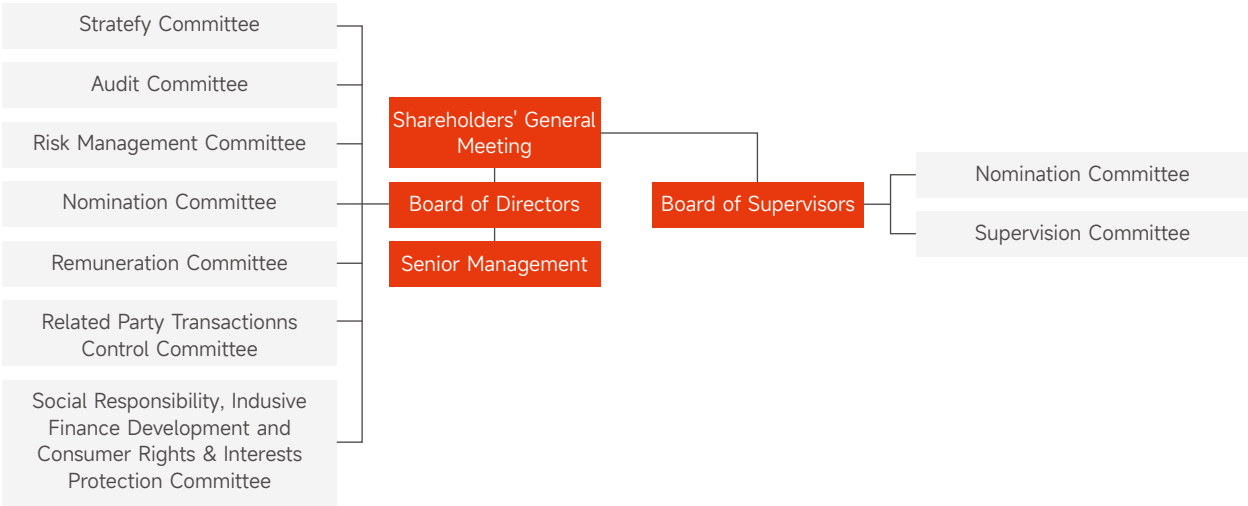 Stratefy Committee
Audit Committee
Risk Management Committee
Nomination Committee
Remuneration Committee
Related Party Transactionns
Control Committee
Social Responsibility, Indusive
Finance Development and
Consumer Rights & Interests
Protection Committee
Shareholders' General
Meeting
Board of Directors
Senior Management
Board of Supervisors
Nomination Committee
Supervision Committee